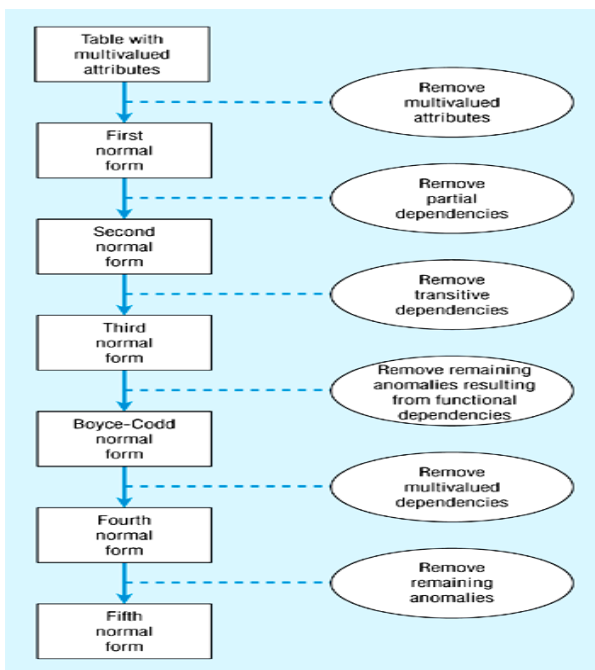 Table with
multivalued
attributes
Remove
multivalued
attributes
First
normal
form
Remove
partial
dependencies
Second
normal
form
Remove
transitive
dependencies
Third
normal
form
Remove remaining
anomalies resulting
from functional
dependencies
Boyce-Codd
normal
form
Remove
multivalued
dependencies
Fourth
normal
form
Remove
remaining
anomalies
Fifth
normal
form